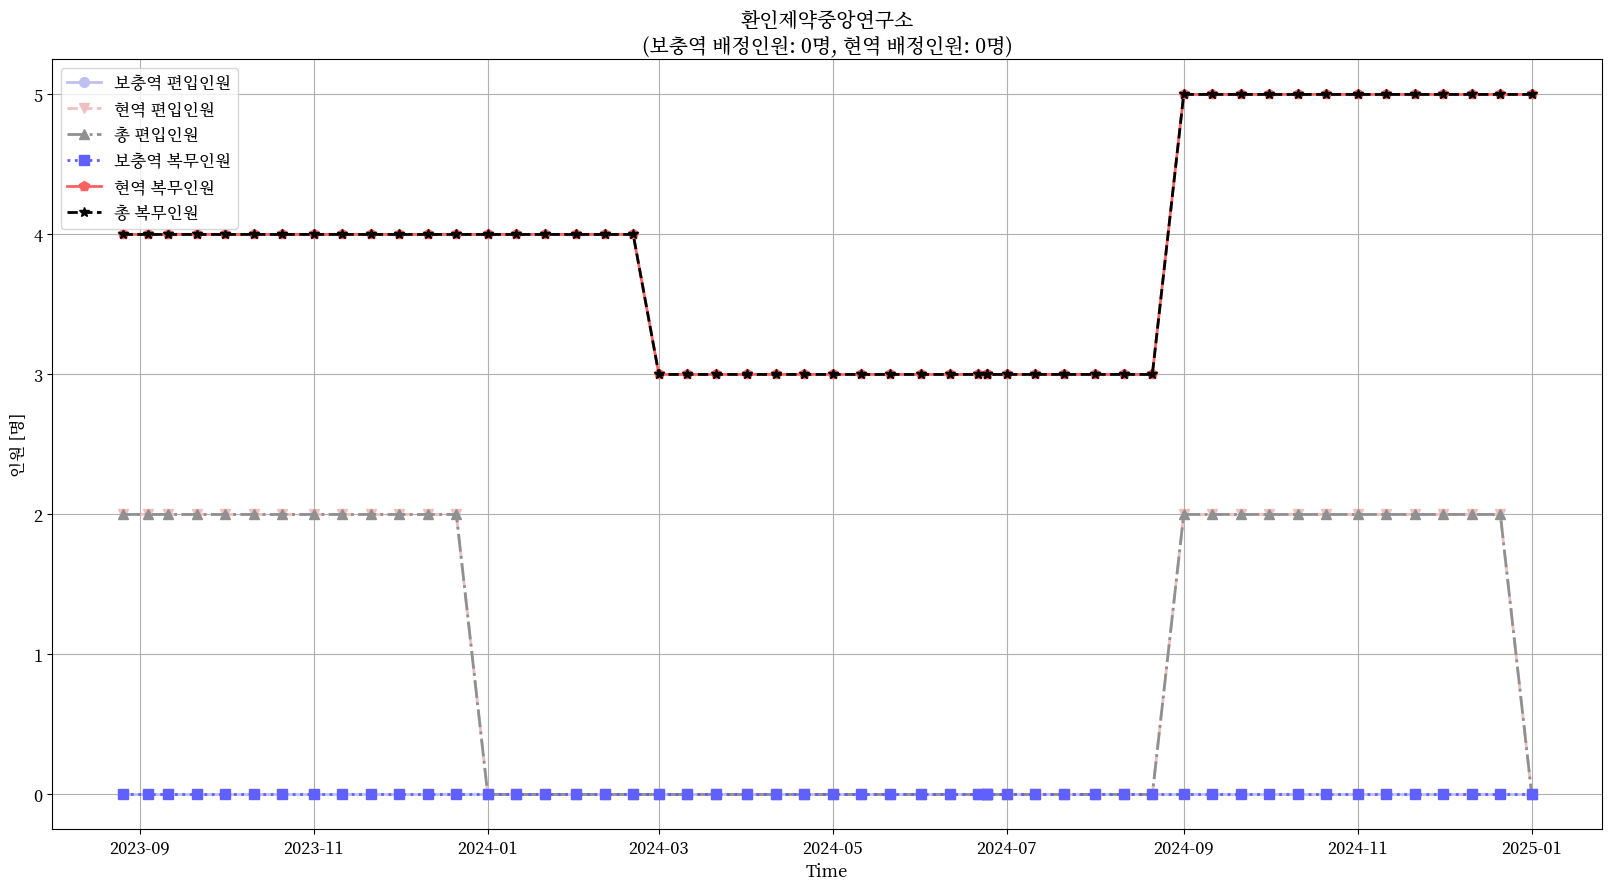 환인제약중앙연구소
(보충역 배정인원: 0명, 현역 배정인원: 0명)
보충역 편입인원
현역 편입인원
총 편입인원
보충역 복무인원
현역 복무인원
총 복무인원
인원 [명]
5
4
3
2
1
0
2023-09
2023-11
2024-01
2024-03
2024-05
2024-07
2024-09
2024-11
2025-01
Time